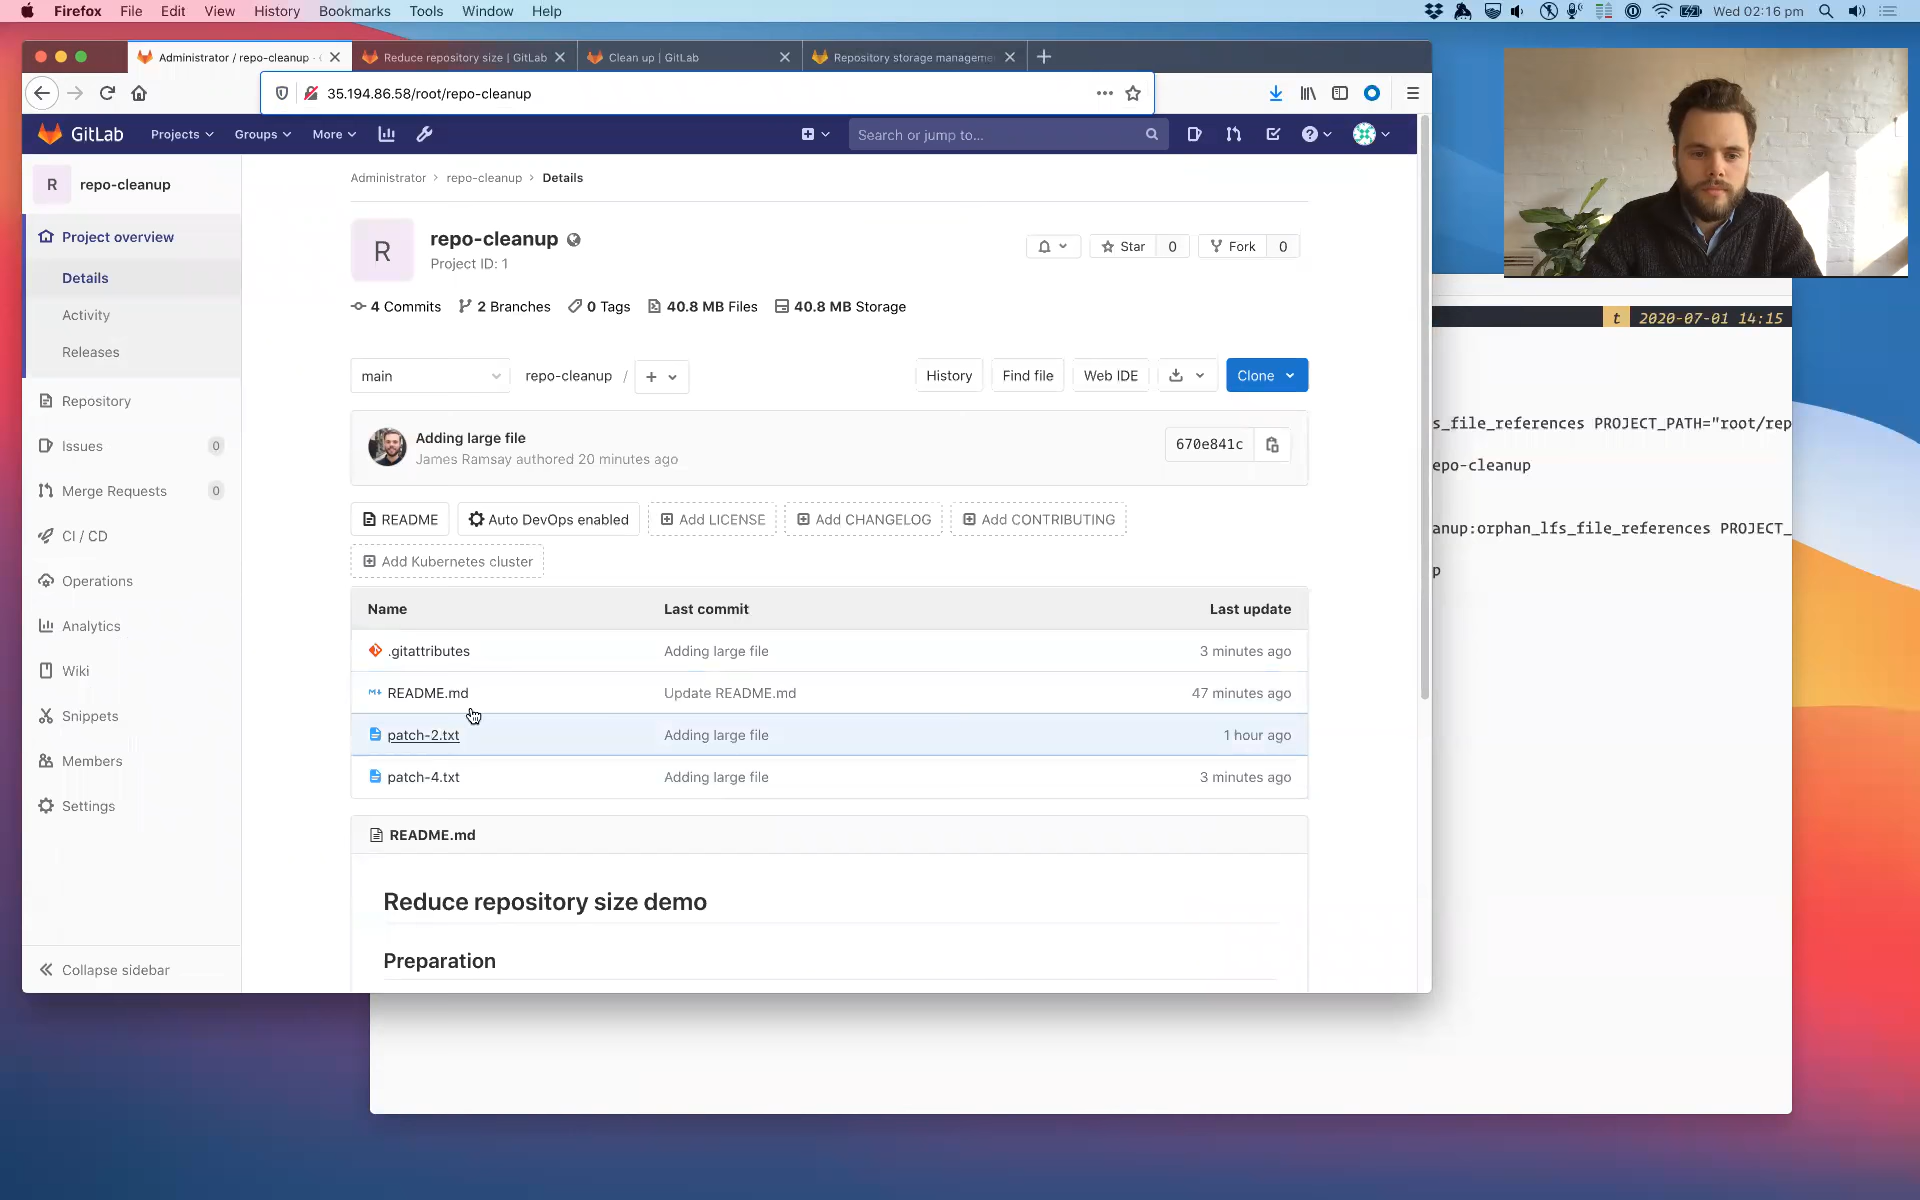 Firefox File Edit View History Bookmarks Tools Window Help Wed 02:16 pm
Administrator / repo-cleanup · Reduce repository size | GitLab Clean up | GitLab Repository storage manageme
35.194.86.58/root/repo-cleanup
GitLab Projects Groups More Search or jump to...
R repo-cleanup
Project overview
Details
Activity
Releases
Repository
Issues 0
Merge Requests 0
CI / CD
Operations
Analytics
Wiki
Snippets
Members
Settings
Collapse sidebar
Administrator > repo-cleanup > Details
R
repo-cleanup
Project ID: 1
Star 0 Fork 0
4 Commits 2 Branches 0 Tags 40.8 MB Files 40.8 MB Storage
main repo-cleanup / + History Find file Web IDE Clone
Adding large file
James Ramsay authored 20 minutes ago
670e841c
README Auto DevOps enabled Add LICENSE Add CHANGELOG Add CONTRIBUTING
Add Kubernetes cluster
Name Last commit Last update
.gitattributes Adding large file 3 minutes ago
README.md Update README.md 47 minutes ago
patch-2.txt Adding large file 1 hour ago
patch-4.txt Adding large file 3 minutes ago
README.md
Reduce repository size demo
Preparation
t 2020-07-01 14:15
s_file_references PROJECT_PATH="root/rep
epo-cleanup
anup:orphan_lfs_file_references PROJECT_
p